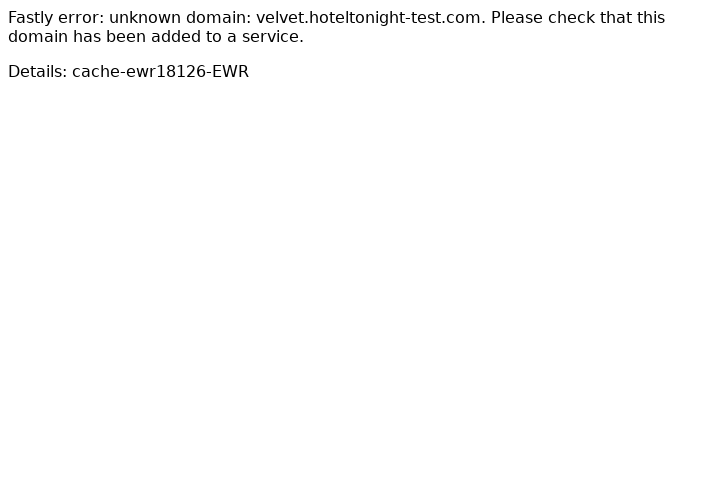 Fastly error: unknown domain: velvet.hoteltonight-test.com. Please check that this
domain has been added to a service.
Details: cache-ewr18126-EWR